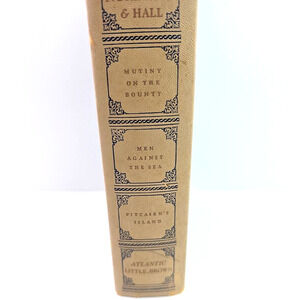 & HALL
MUTINY
ON THE
BOUNTY
MEN
AGAINST
THE SEA
PITCAIRN'S
ISLAND
ATLANTIC
LITTLE, BROWN